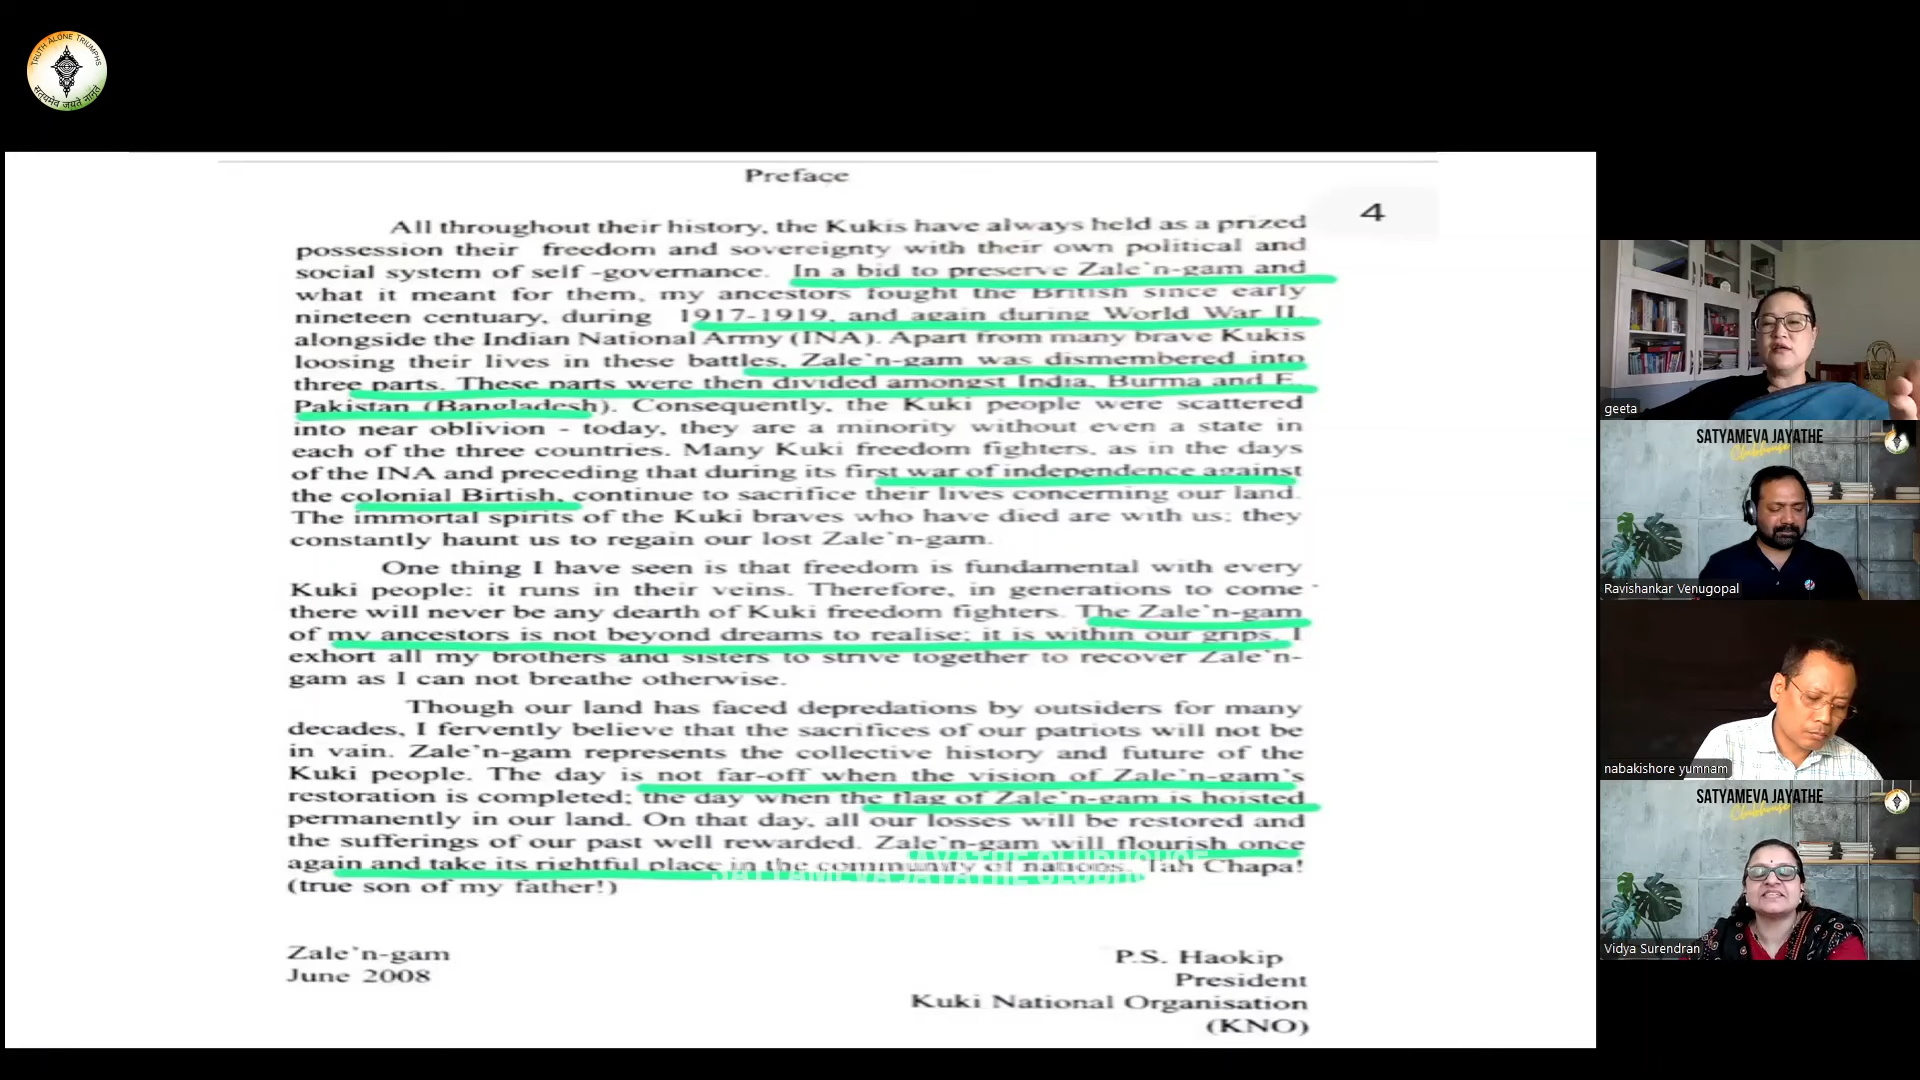 TRUTH ALONE TRIUMPHS
सत्यमेव जयते नानृतं
Preface
4
All throughout their history, the Kukis have always held as a prized
possession their freedom and sovereignty with their own political and
social system of self -governance. In a bid to preserve Zale'n-gam and
what it meant for them, my ancestors fought the British since early
nineteen centuary, during 1917-1919, and again during World War II,
alongside the Indian National Army (INA). Apart from many brave Kukis
loosing their lives in these battles, Zale'n-gam was dismembered into
three parts. These parts were then divided amongst India, Burma and E.
Pakistan (Bangladesh). Consequently, the Kuki people were scattered
into near oblivion - today, they are a minority without even a state in
each of the three countries. Many Kuki freedom fighters, as in the days
of the INA and preceding that during its first war of independence against
the colonial Birtish, continue to sacrifice their lives concerning our land.
The immortal spirits of the Kuki braves who have died are with us; they
constantly haunt us to regain our lost Zale'n-gam.
One thing I have seen is that freedom is fundamental with every
Kuki people: it runs in their veins. Therefore, in generations to come
there will never be any dearth of Kuki freedom fighters. The Zale'n-gam
of my ancestors is not beyond dreams to realise; it is within our grips. I
exhort all my brothers and sisters to strive together to recover Zale'n-
gam as I can not breathe otherwise.
Though our land has faced depredations by outsiders for many
decades, I fervently believe that the sacrifices of our patriots will not be
in vain. Zale'n-gam represents the collective history and future of the
Kuki people. The day is not far-off when the vision of Zale'n-gam's
restoration is completed; the day when the flag of Zale'n-gam is hoisted
permanently in our land. On that day, all our losses will be restored and
the sufferings of our past well rewarded. Zale'n-gam will flourish once
again and take its rightful place in the community of nations. Chapa!
(true son of my father!)
Zale'n-gam
June 2008
P.S. Haokip
President
Kuki National Organisation
(KNO)
geeta
SATYAMEVA JAYATHE
Clubhouse
Ravishankar Venugopal
nabakishore yumnam
SATYAMEVA JAYATHE
Clubhouse
Vidya Surendran